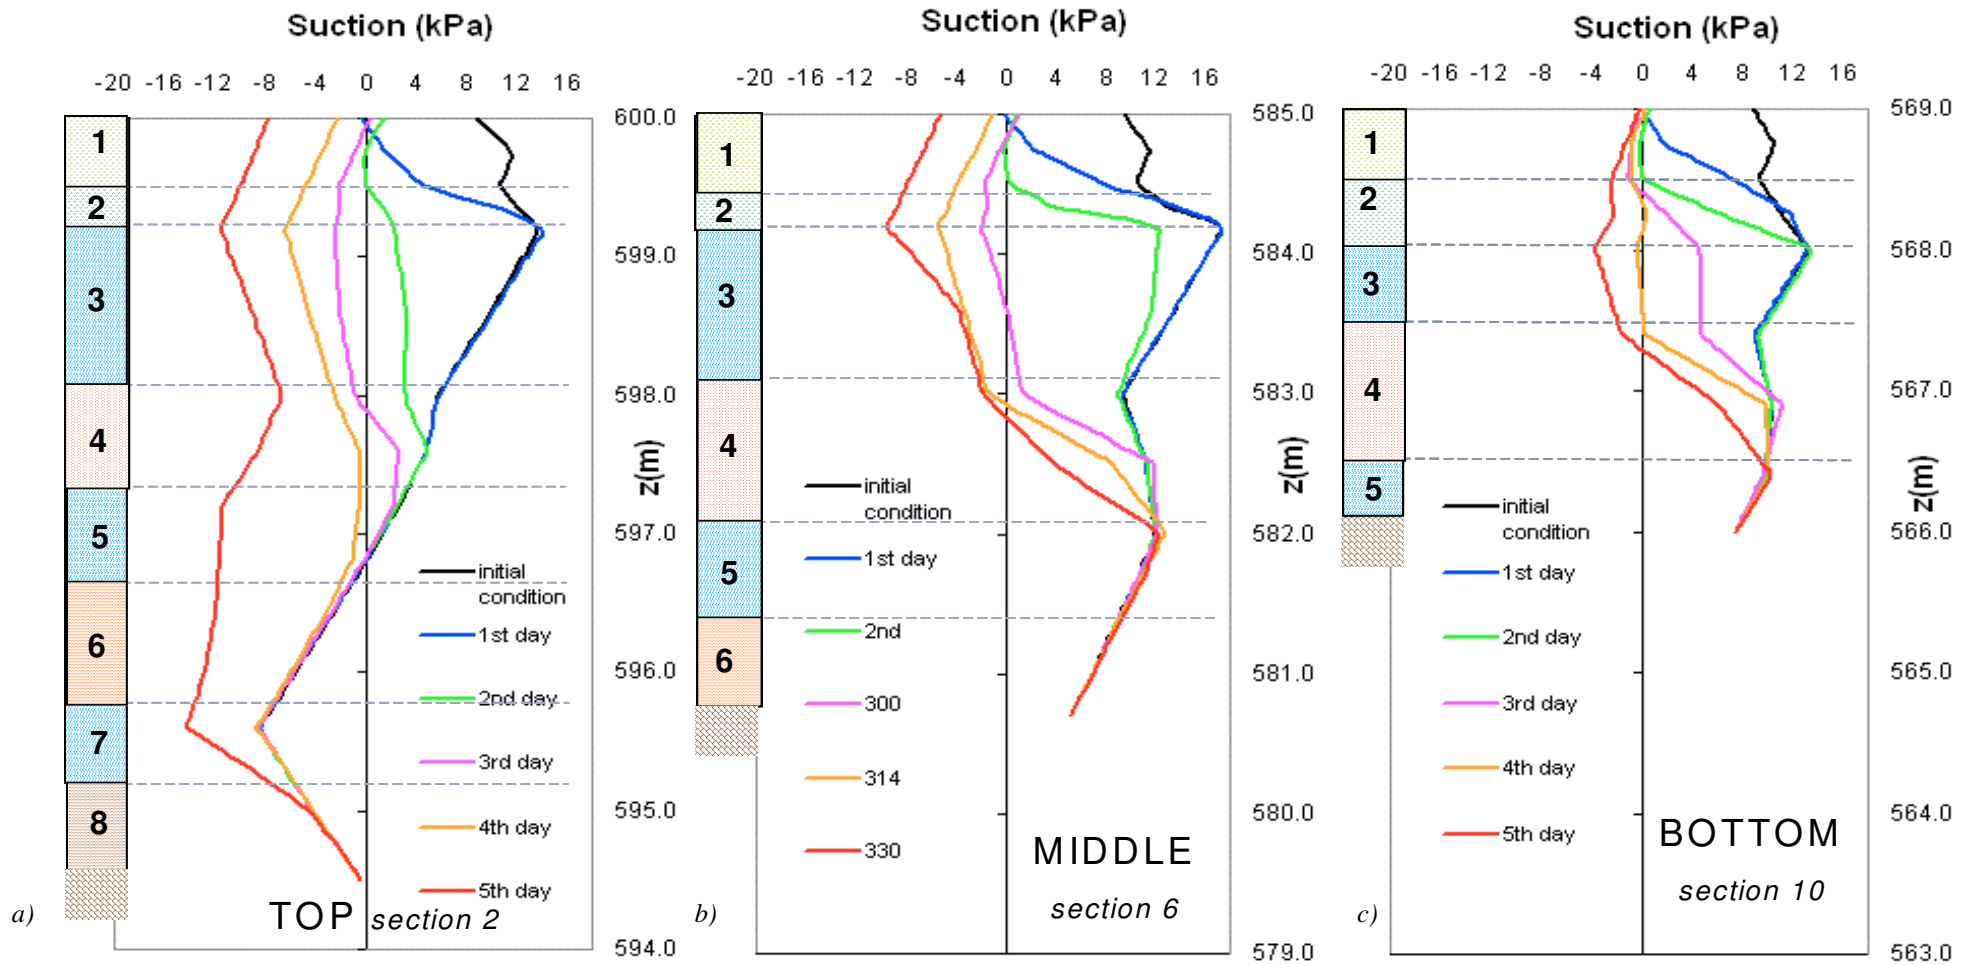 Suction (kPa)
-20 -16 -12 -8 -4 0 4 8 12 16
600.0
599.0
598.0
597.0
596.0
595.0
594.0
z(m)
1
2
3
4
5
6
7
8
initial
condition
1st day
2nd day
3rd day
4th day
5th day
a)
TOP section 2
Suction (kPa)
-20 -16 -12 -8 -4 0 4 8 12 16
585.0
584.0
583.0
582.0
581.0
580.0
579.0
z(m)
1
2
3
4
5
6
initial
condition
1st day
2nd
300
314
330
MIDDLE
section 6
b)
Suction (kPa)
-20 -16 -12 -8 -4 0 4 8 12 16
569.0
568.0
567.0
566.0
565.0
564.0
563.0
z(m)
1
2
3
4
5
initial
condition
1st day
2nd day
3rd day
4th day
5th day
BOTTOM
section 10
c)